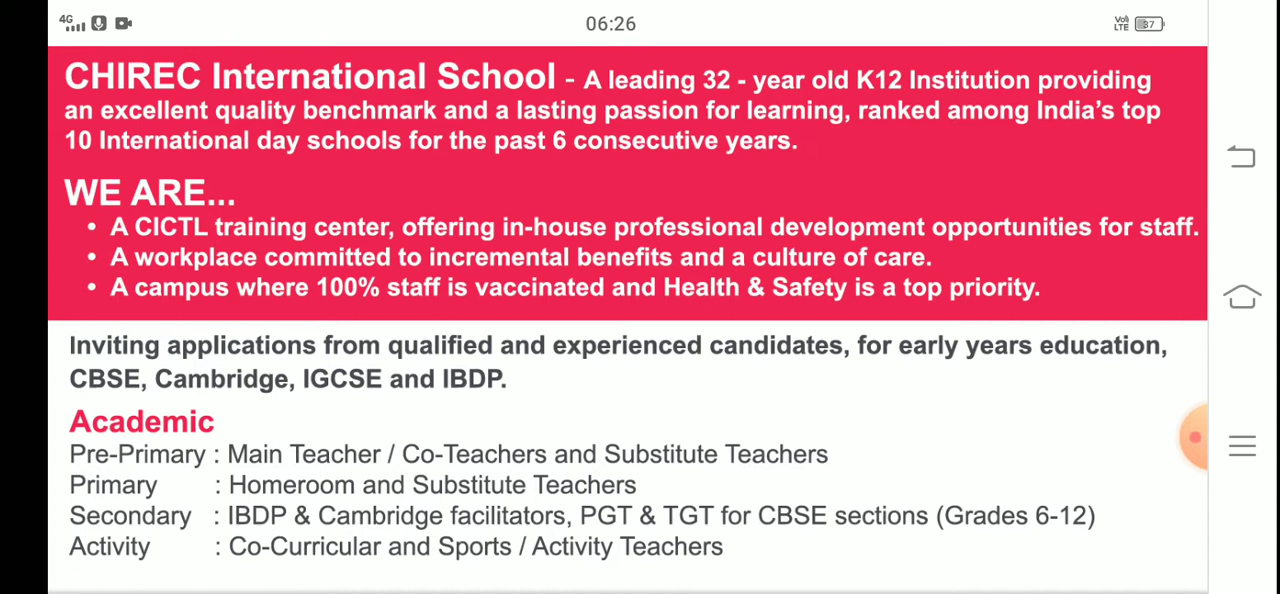 4G 06:26 Vo) LTE 37
CHIREC International School - A leading 32 - year old K12 Institution providing
an excellent quality benchmark and a lasting passion for learning, ranked among India's top
10 International day schools for the past 6 consecutive years.
WE ARE...
• A CICTL training center, offering in-house professional development opportunities for staff.
• A workplace committed to incremental benefits and a culture of care.
• A campus where 100% staff is vaccinated and Health & Safety is a top priority.
Inviting applications from qualified and experienced candidates, for early years education,
CBSE, Cambridge, IGCSE and IBDP.
Academic
Pre-Primary : Main Teacher / Co-Teachers and Substitute Teachers
Primary : Homeroom and Substitute Teachers
Secondary : IBDP & Cambridge facilitators, PGT & TGT for CBSE sections (Grades 6-12)
Activity : Co-Curricular and Sports / Activity Teachers